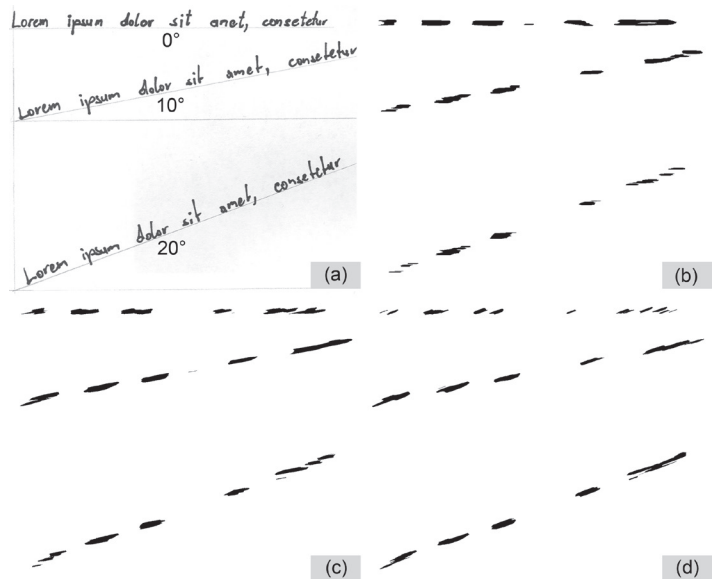 Lorem ipsum dolor sit amet, consetetur
0°
Lorem ipsum dolor sit amet, consetetur
10°
Lorem ipsum dolor sit amet, consetetur
20°
(a)
(b)
(c)
(d)